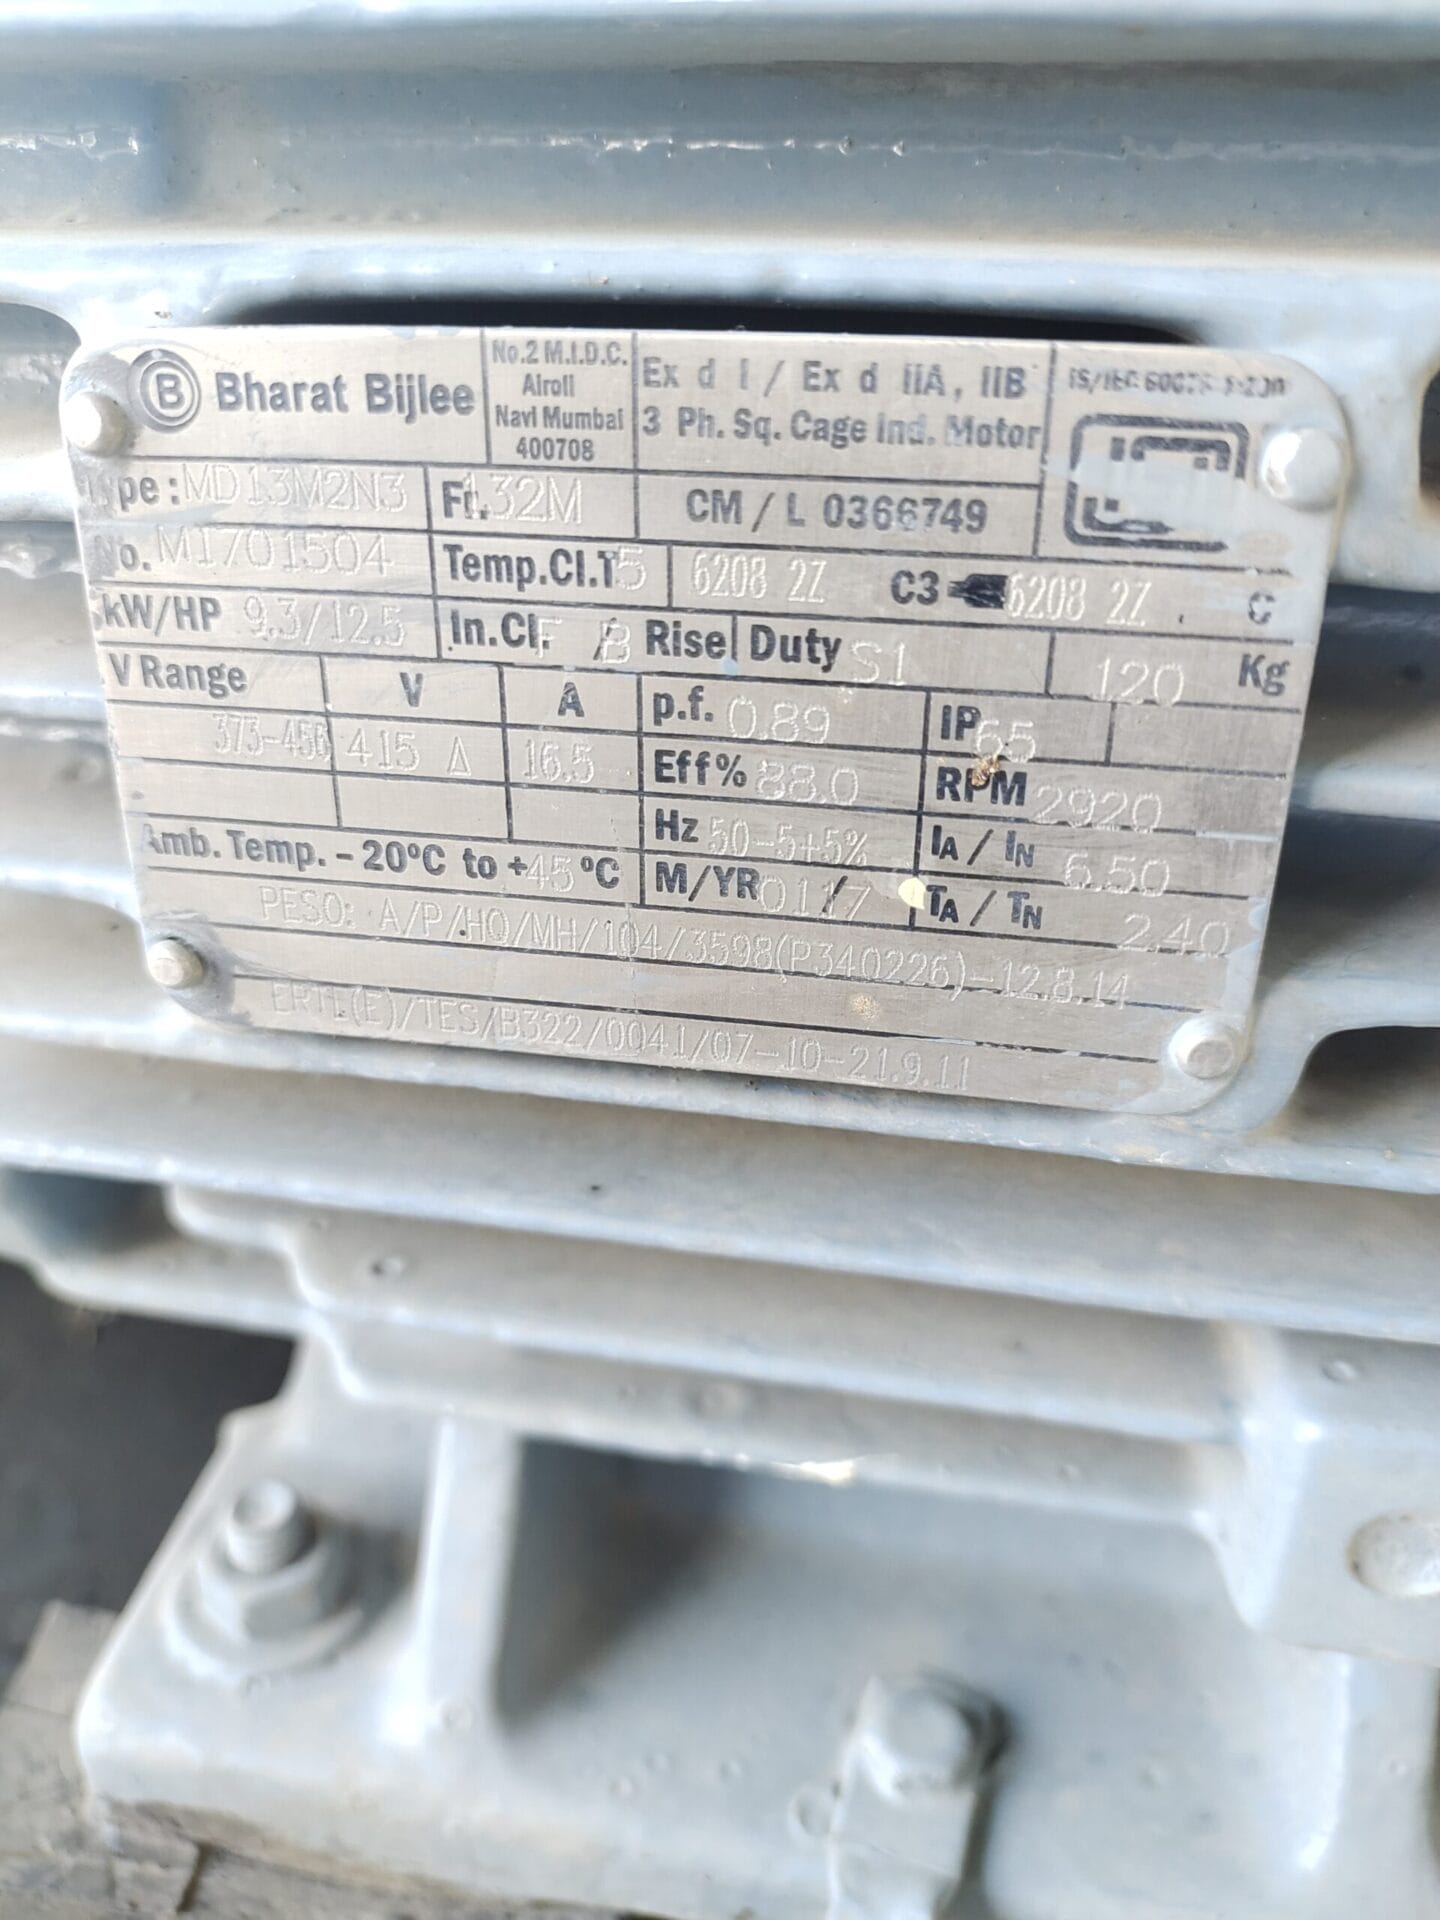 B Bharat Bijlee
No.2 M.I.D.C.
Airoli
Navi Mumbai
400708
Ex d I / Ex d IIA, IIB
3 Ph. Sq. Cage Ind. Motor
IS/IEC
Type: MD13M2N3
Fr. 132M
CM / L 0366749
No. M1701504
Temp.Cl.T5
6208 2Z C3 6208 2Z C
kW/HP 9.3/12.5
In.Cl. F / B Rise
Duty S1
120 Kg
V Range
V
A
p.f. 0.89
IP 65
373-456
415 Δ
16.5
Eff% 88.0
RPM 2920
Hz 50-5+5%
IA / IN 6.50
Amb. Temp. -20°C to +45°C
M/YR 01 / 17
TA / TN 2.40
PESO: A/P/HQ/MH/104/3598(P340226)-12.8.14
ERTL(E)/TES/B322/0041/07-10-21.9.11